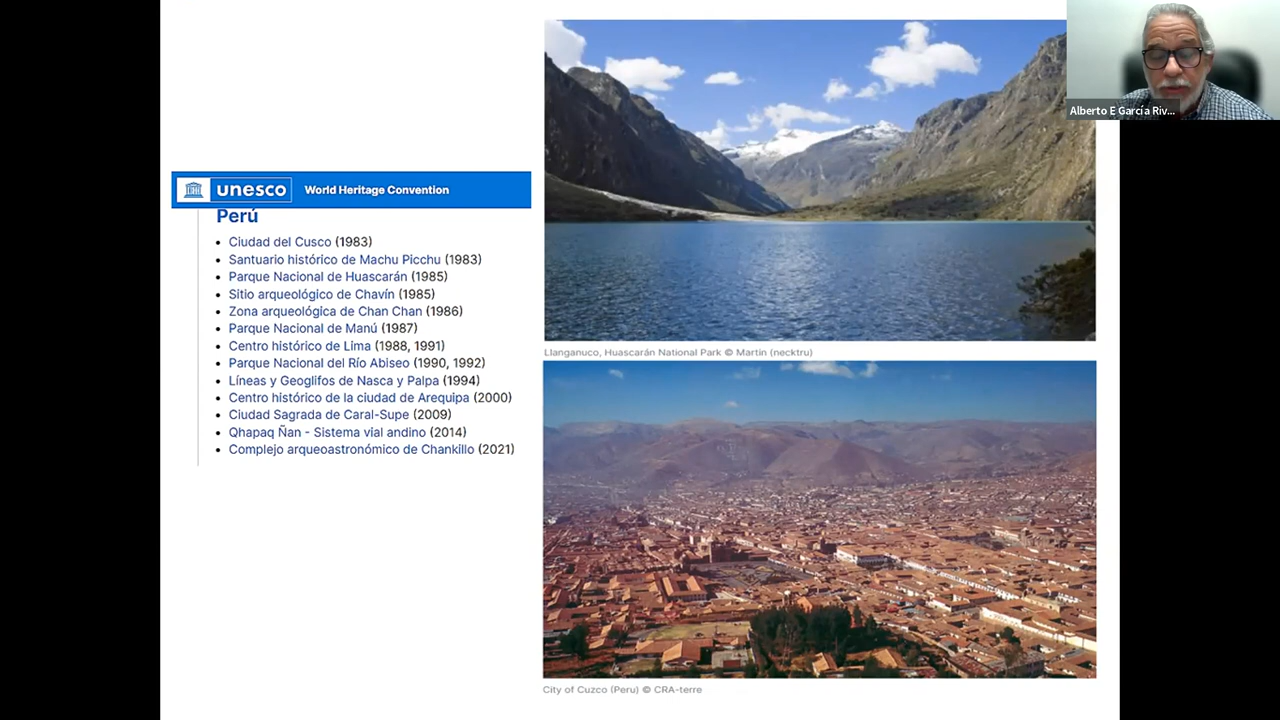 unesco World Heritage Convention
Perú
Ciudad del Cusco (1983)
Santuario histórico de Machu Picchu (1983)
Parque Nacional de Huascarán (1985)
Sitio arqueológico de Chavín (1985)
Zona arqueológica de Chan Chan (1986)
Parque Nacional de Manú (1987)
Centro histórico de Lima (1988, 1991)
Parque Nacional del Río Abiseo (1990, 1992)
Líneas y Geoglifos de Nasca y Palpa (1994)
Centro histórico de la ciudad de Arequipa (2000)
Ciudad Sagrada de Caral-Supe (2009)
Qhapaq Ñan - Sistema vial andino (2014)
Complejo arqueoastronómico de Chankillo (2021)
Llanganuco, Huascarán National Park © Martin (necktru)
City of Cuzco (Peru) © CRA-terre
Alberto E García Riv...